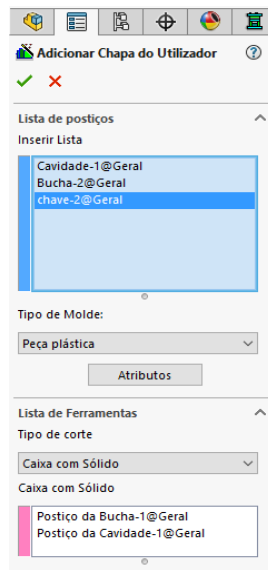 Adicionar Chapa do Utilizador
Lista de postiços
Inserir Lista
Cavidade-1@Geral
Bucha-2@Geral
chave-2@Geral
Tipo de Molde:
Peça plástica
Atributos
Lista de Ferramentas
Tipo de corte
Caixa com Sólido
Caixa com Sólido
Postiço da Bucha-1@Geral
Postiço da Cavidade-1@Geral